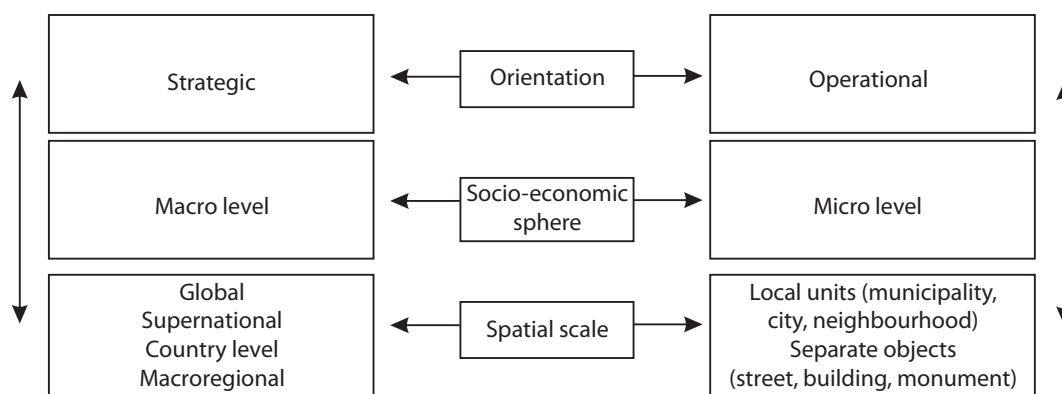 Strategic
Orientation
Operational
Macro level
Socio-economic
sphere
Micro level
Global
Supernational
Country level
Macroregional
Spatial scale
Local units (municipality,
city, neighbourhood)
Separate objects
(street, building, monument)